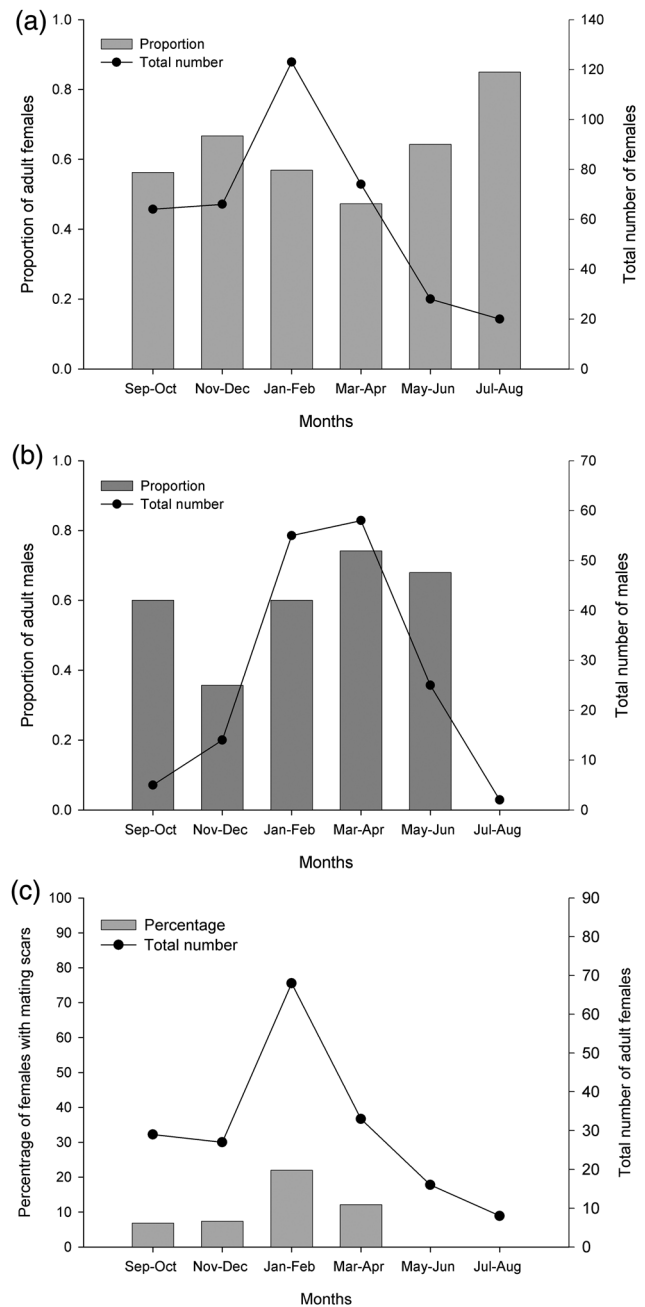 (a)
1.0
0.8
0.6
0.4
0.2
0.0
Proportion of adult females
Proportion
Total number
140
120
100
80
60
40
20
0
Total number of females
Sep-Oct Nov-Dec Jan-Feb Mar-Apr May-Jun Jul-Aug
Months
(b)
1.0
0.8
0.6
0.4
0.2
0.0
Proportion of adult males
Proportion
Total number
70
60
50
40
30
20
10
0
Total number of males
Sep-Oct Nov-Dec Jan-Feb Mar-Apr May-Jun Jul-Aug
Months
(c)
100
90
80
70
60
50
40
30
20
10
0
Percentrage of females with mating scars
Percentage
Total number
90
80
70
60
50
40
30
20
10
0
Total number of adult females
Sep-Oct Nov-Dec Jan-Feb Mar-Apr May-Jun Jul-Aug
Months